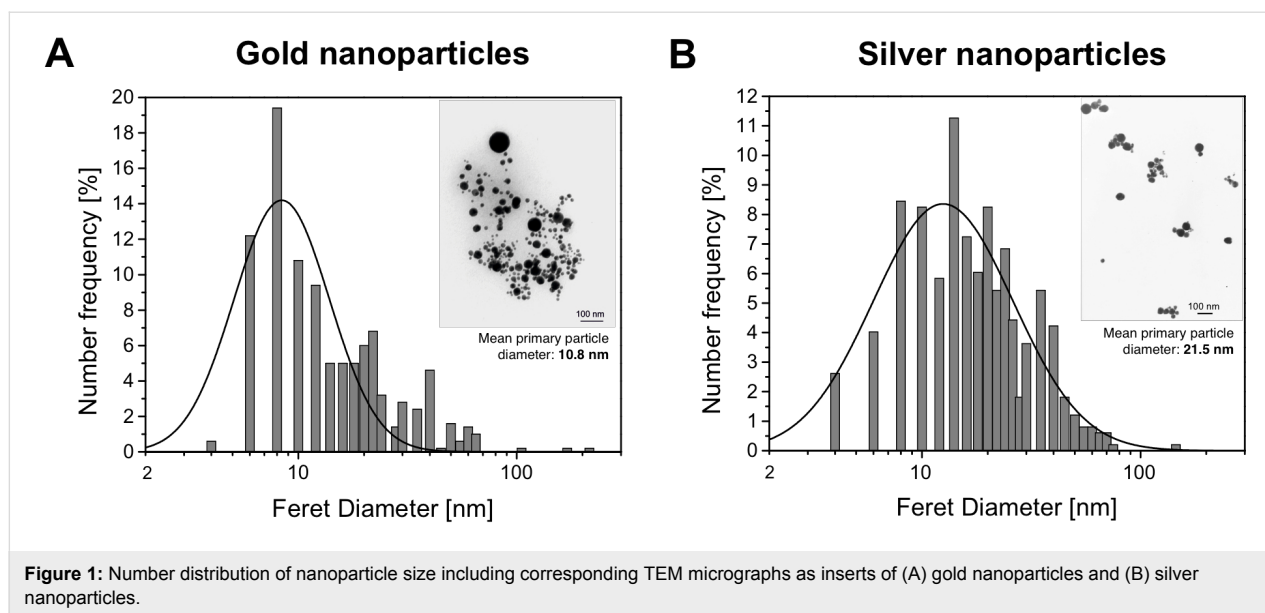 A
Gold nanoparticles
20
18
16
14
12
10
8
6
4
2
0
Number frequency [%]
100 nm
Mean primary particle
diameter: 10.8 nm
2
10
100
Feret Diameter [nm]
B
Silver nanoparticles
12
11
10
9
8
7
6
5
4
3
2
1
0
Number frequency [%]
100 nm
Mean primary particle
diameter: 21.5 nm
2
10
100
Feret Diameter [nm]
Figure 1: Number distribution of nanoparticle size including corresponding TEM micrographs as inserts of (A) gold nanoparticles and (B) silver
nanoparticles.